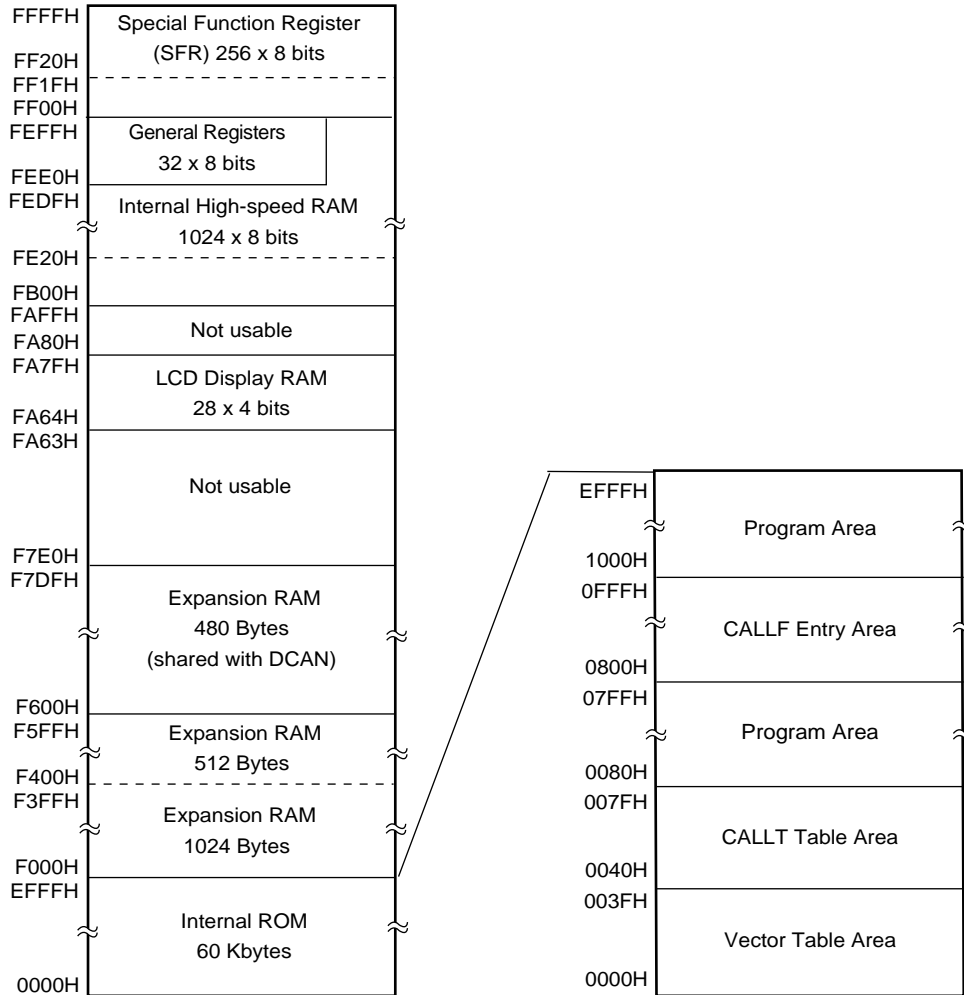 FFFFH
Special Function Register
(SFR) 256 x 8 bits
FF20H
FF1FH
FF00H
FEFFH
General Registers
32 x 8 bits
FEE0H
FEDFH
Internal High-speed RAM
1024 x 8 bits
FE20H
FB00H
FAFFH
Not usable
FA80H
FA7FH
LCD Display RAM
28 x 4 bits
FA64H
FA63H
Not usable
F7E0H
F7DFH
Expansion RAM
480 Bytes
(shared with DCAN)
F600H
F5FFH
Expansion RAM
512 Bytes
F400H
F3FFH
Expansion RAM
1024 Bytes
F000H
EFFFH
Internal ROM
60 Kbytes
0000H
EFFFH
Program Area
1000H
0FFFH
CALLF Entry Area
0800H
07FFH
Program Area
0080H
007FH
CALLT Table Area
0040H
003FH
Vector Table Area
0000H